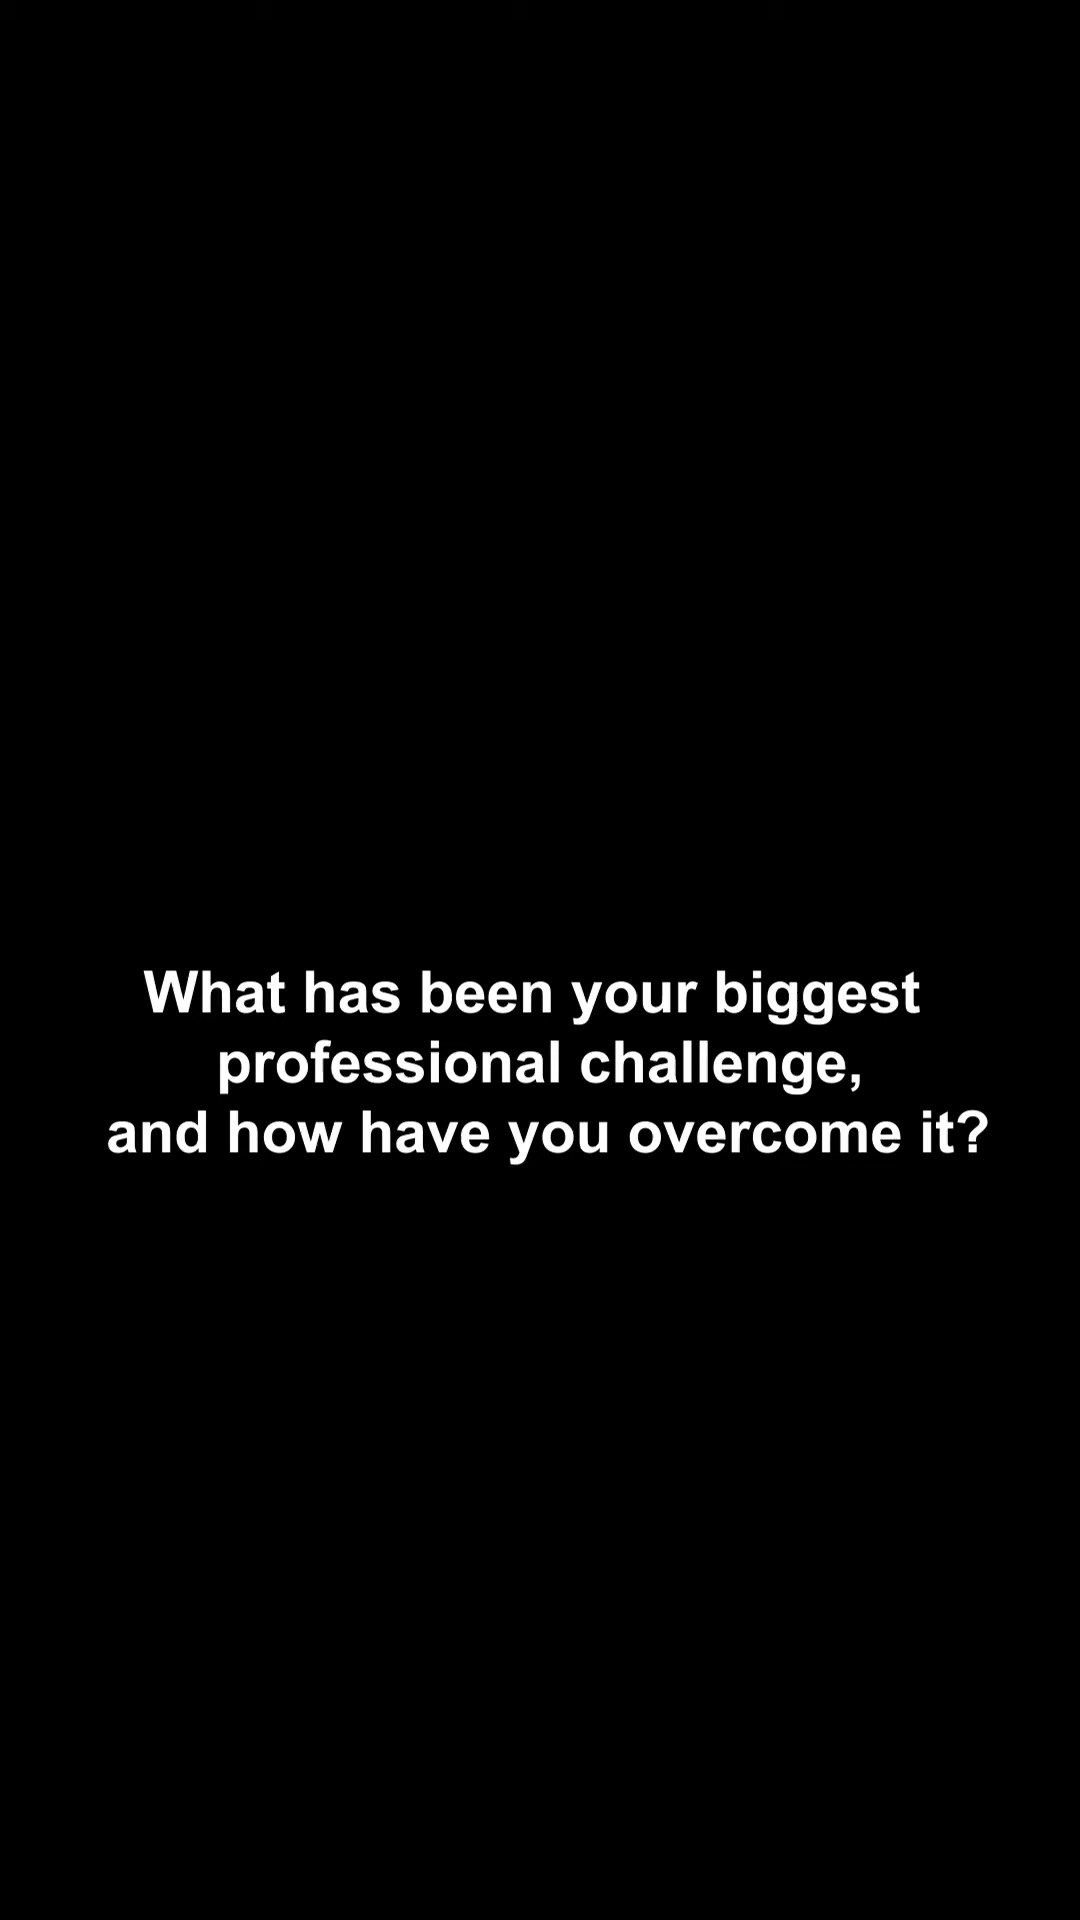 What has been your biggest
professional challenge,
and how have you overcome it?